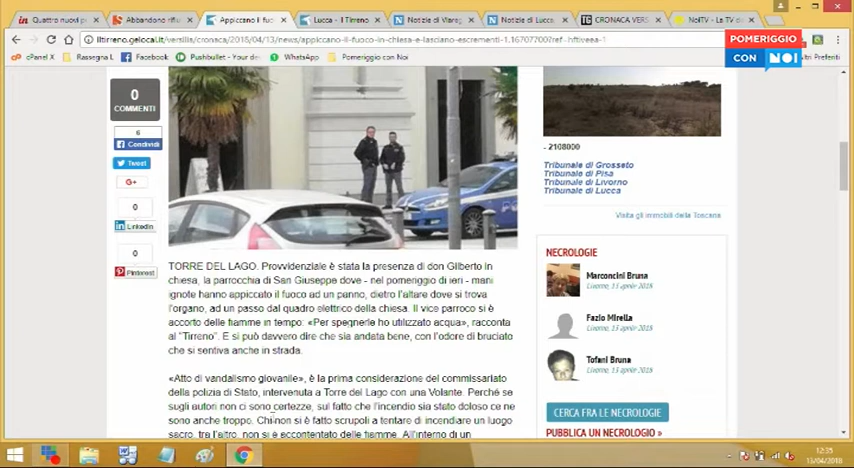 Quattro nuovi p
Abbandono rifiu
Appiccano il fuo
Lucca - Il Tirreno
Notizie di Viareg
Notizie di Lucca
CRONACA VERS
NoiTV - La TV de
iltirreno.gelocal.it/versilia/cronaca/2018/04/13/news/appiccano-il-fuoco-in-chiesa-e-lasciano-escrementi-1.16707700?ref=hftiveea-1
POMERIGGIO
CON NOI
cPanel X
Rassegna L
Facebook
Pushbullet - Your de
WhatsApp
Pomeriggio con Noi
ltri Preferiti
0
COMMENTI
6
Condividi
Tweet
G+
0
LinkedIn
0
Pinterest
TORRE DEL LAGO. Provvidenziale è stata la presenza di don Gilberto in
chiesa, la parrocchia di San Giuseppe dove - nel pomeriggio di ieri - mani
ignote hanno appiccato il fuoco ad un panno, dietro l'altare dove si trova
l'organo, ad un passo dal quadro elettrico della chiesa. Il vice parroco si è
accorto delle fiamme in tempo: «Per spegnerle ho utilizzato acqua», racconta
al "Tirreno". E si può davvero dire che sia andata bene, con l'odore di bruciato
che si sentiva anche in strada.
«Atto di vandalismo giovanile», è la prima considerazione del commissariato
della polizia di Stato, intervenuta a Torre del Lago con una Volante. Perché se
sugli autori non ci sono certezze, sul fatto che l'incendio sia stato doloso ce ne
sono anche troppo. Chi non si è fatto scrupoli a tentare di incendiare un luogo
sacro, tra l'altro, non si è accontentato delle fiamme. All'interno di un
- 2108000
Tribunale di Grosseto
Tribunale di Pisa
Tribunale di Livorno
Tribunale di Lucca
Visita gli immobili della Toscana
NECROLOGIE
Marconcini Bruna
Livorno, 13 aprile 2018
Fazio Mirella
Livorno, 13 aprile 2018
Tofani Bruna
Livorno, 13 aprile 2018
CERCA FRA LE NECROLOGIE
PUBBLICA UN NECROLOGIO »
12:35
13/04/2018